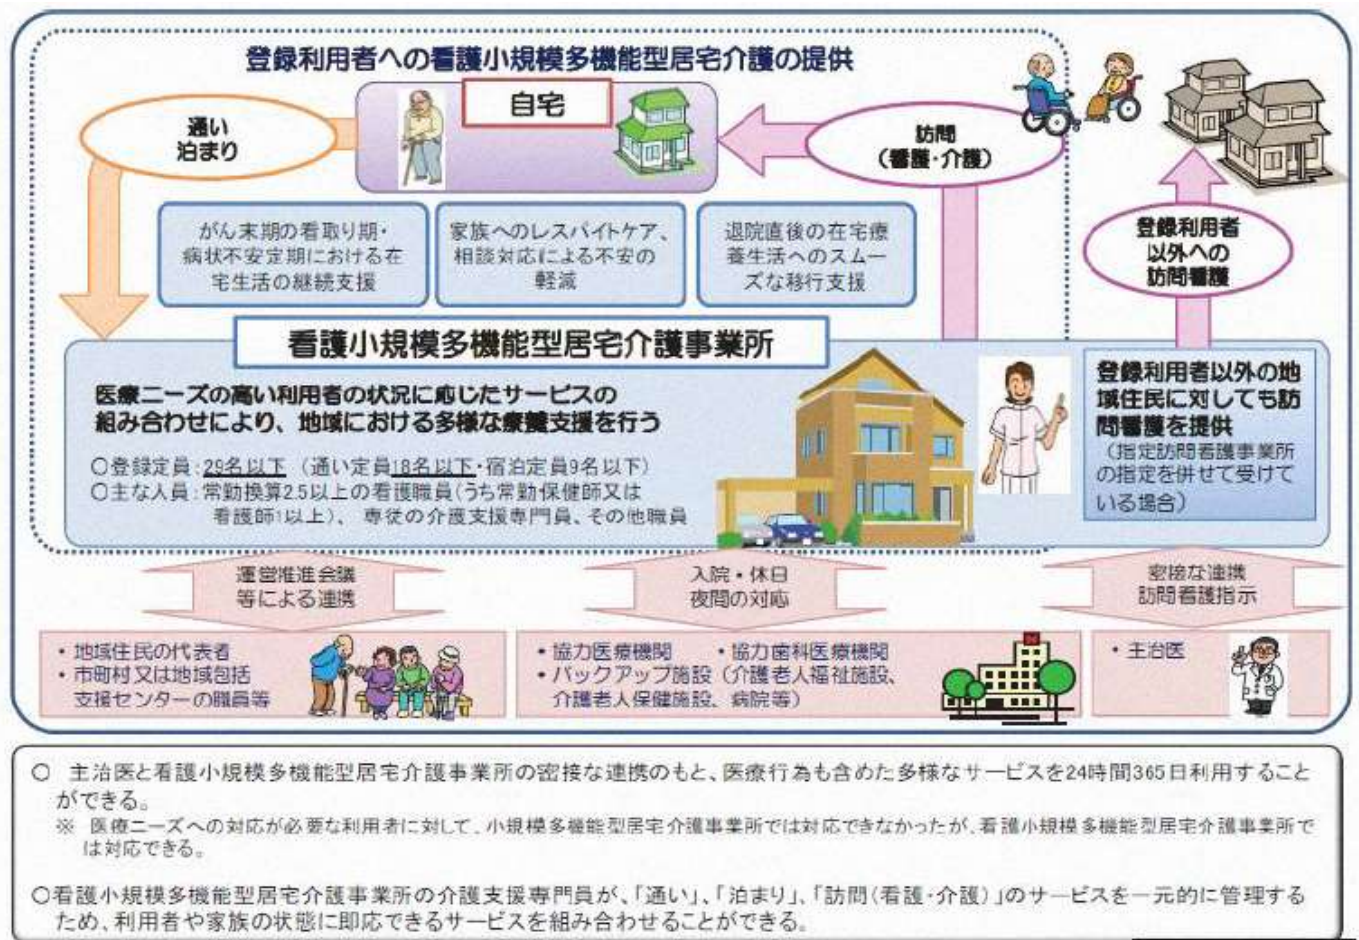 登録利用者への看護小規模多機能型居宅介護の提供
通い
泊まり
自宅
訪問
（看護・介護）
がん末期の看取り期・
病状不安定期における在
宅生活の継続支援
家族へのレスパイトケア、
相談対応による不安の
軽減
退院直後の在宅療
養生活へのスムー
ズな移行支援
登録利用者
以外への
訪問看護
看護小規模多機能型居宅介護事業所
医療ニーズの高い利用者の状況に応じたサービスの
組み合わせにより、地域における多様な療養支援を行う
○登録定員：29名以下 （通い定員18名以下・宿泊定員9名以下）
○主な人員：常勤換算2.5以上の看護職員（うち常勤保健師又は
看護師1以上）、 専従の介護支援専門員、その他職員
登録利用者以外の地
域住民に対しても訪
問看護を提供
（指定訪問看護事業所
の指定を併せて受けて
いる場合）
運営推進会議
等による連携
入院・休日
夜間の対応
密接な連携
訪問看護指示
・地域住民の代表者
・市町村又は地域包括
支援センターの職員等
・協力医療機関 ・協力歯科医療機関
・バックアップ施設（介護老人福祉施設、
介護老人保健施設、病院等）
・主治医
○ 主治医と看護小規模多機能型居宅介護事業所の密接な連携のもと、医療行為も含めた多様なサービスを24時間365日利用すること
ができる。
※ 医療ニーズへの対応が必要な利用者に対して、小規模多機能型居宅介護事業所では対応できなかったが、看護小規模多機能型居宅介護事業所で
は対応できる。
○看護小規模多機能型居宅介護事業所の介護支援専門員が、「通い」、「泊まり」、「訪問（看護・介護）」のサービスを一元的に管理する
ため、利用者や家族の状態に即応できるサービスを組み合わせることができる。